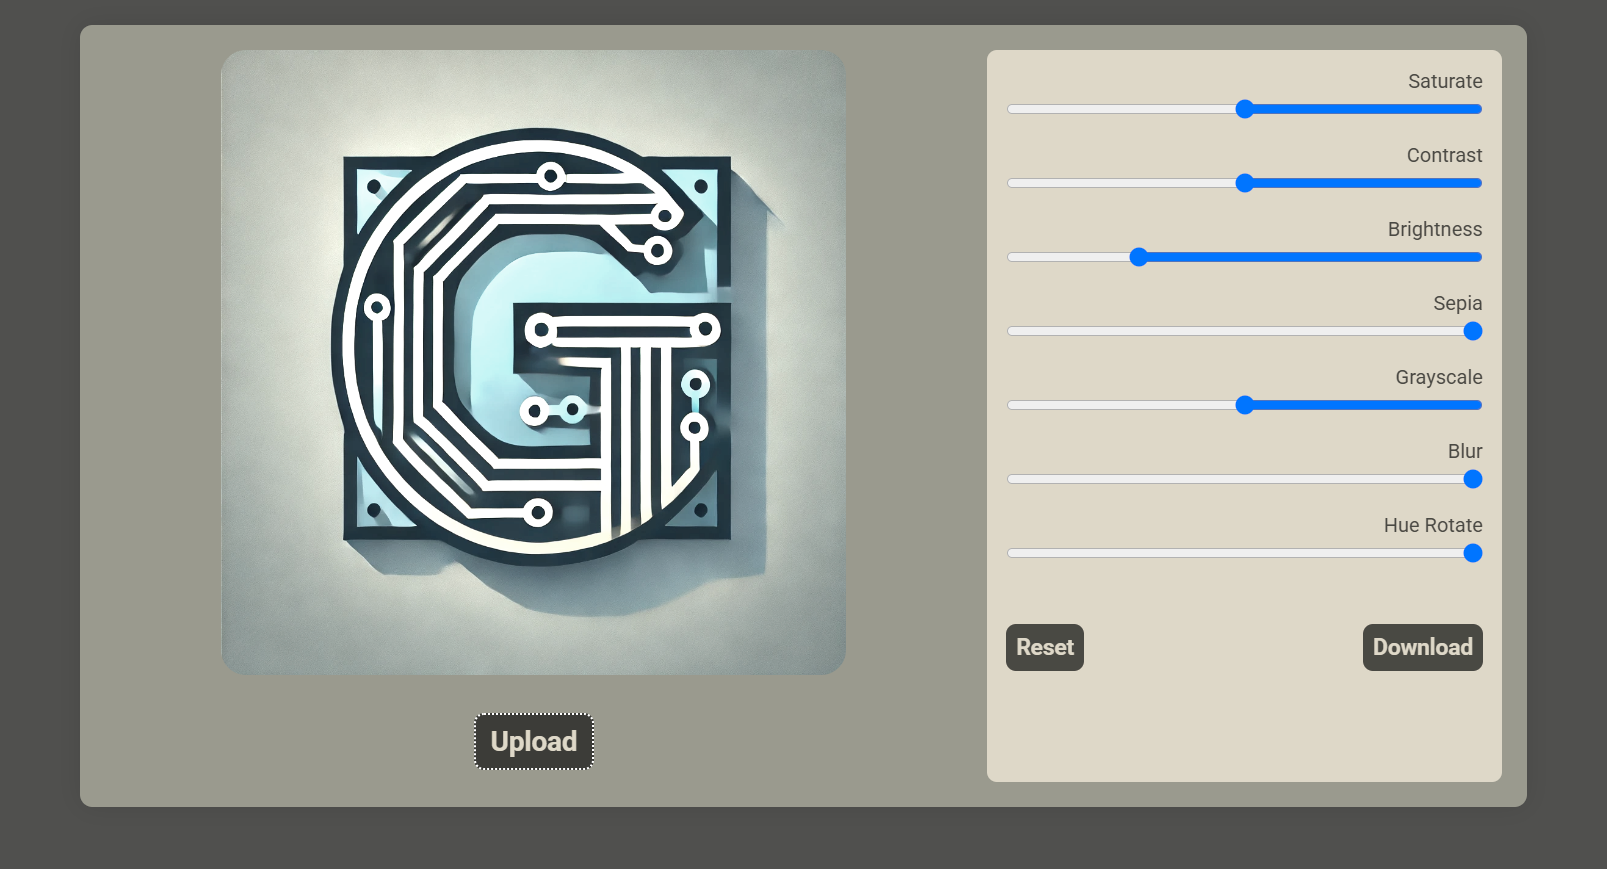 Saturate
Contrast
Brightness
Sepia
Grayscale
Blur
Hue Rotate
Reset
Download
Upload